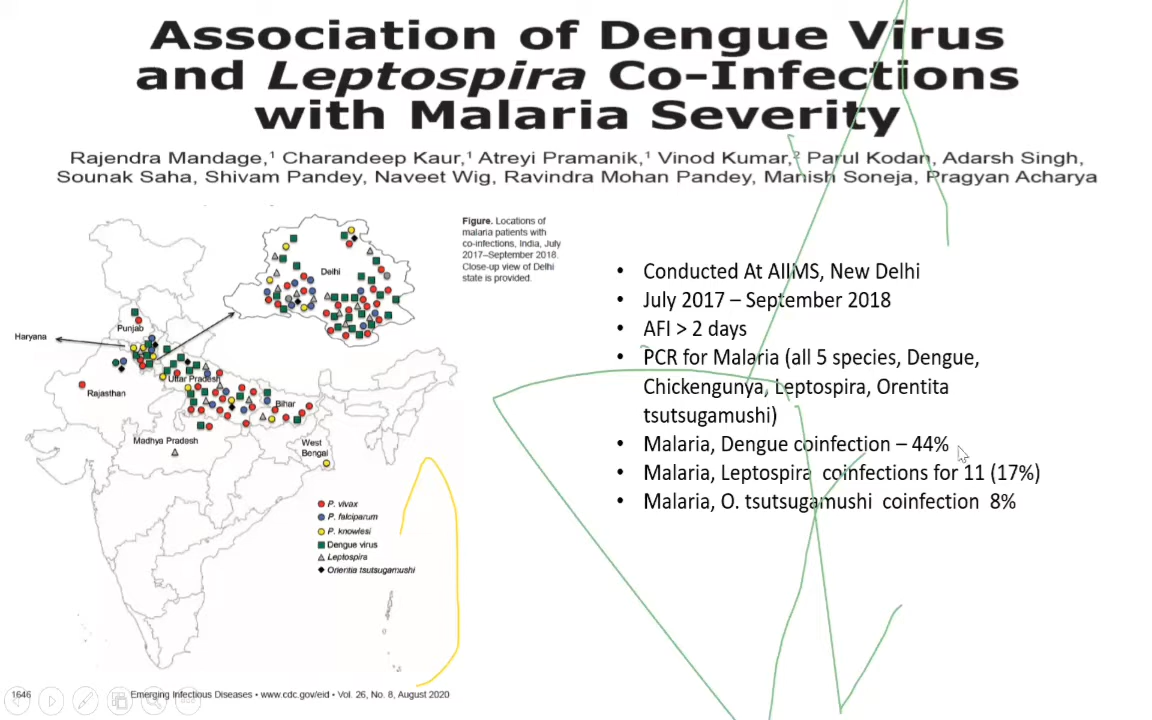 Association of Dengue Virus
and Leptospira Co-Infections
with Malaria Severity
Rajendra Mandage,¹ Charandeep Kaur,¹ Atreyi Pramanik,¹ Vinod Kumar,² Parul Kodan, Adarsh Singh,
Sounak Saha, Shivam Pandey, Naveet Wig, Ravindra Mohan Pandey, Manish Soneja, Pragyan Acharya
Figure. Locations of
malaria patients with
co-infections, India, July
2017–September 2018.
Close-up view of Delhi
state is provided.
Delhi
Punjab
Haryana
Uttar Pradesh
Rajasthan
Bihar
Madhya Pradesh
West
Bengal
P. vivax
P. falciparum
P. knowlesi
Dengue virus
Leptospira
Orientia tsutsugamushi
• Conducted At AIIMS, New Delhi
• July 2017 – September 2018
• AFI > 2 days
• PCR for Malaria (all 5 species, Dengue,
Chickengunya, Leptospira, Orentita
tsutsugamushi)
• Malaria, Dengue coinfection – 44%
• Malaria, Leptospira coinfections for 11 (17%)
• Malaria, O. tsutsugamushi coinfection 8%
1646
Emerging Infectious Diseases • www.cdc.gov/eid • Vol. 26, No. 8, August 2020